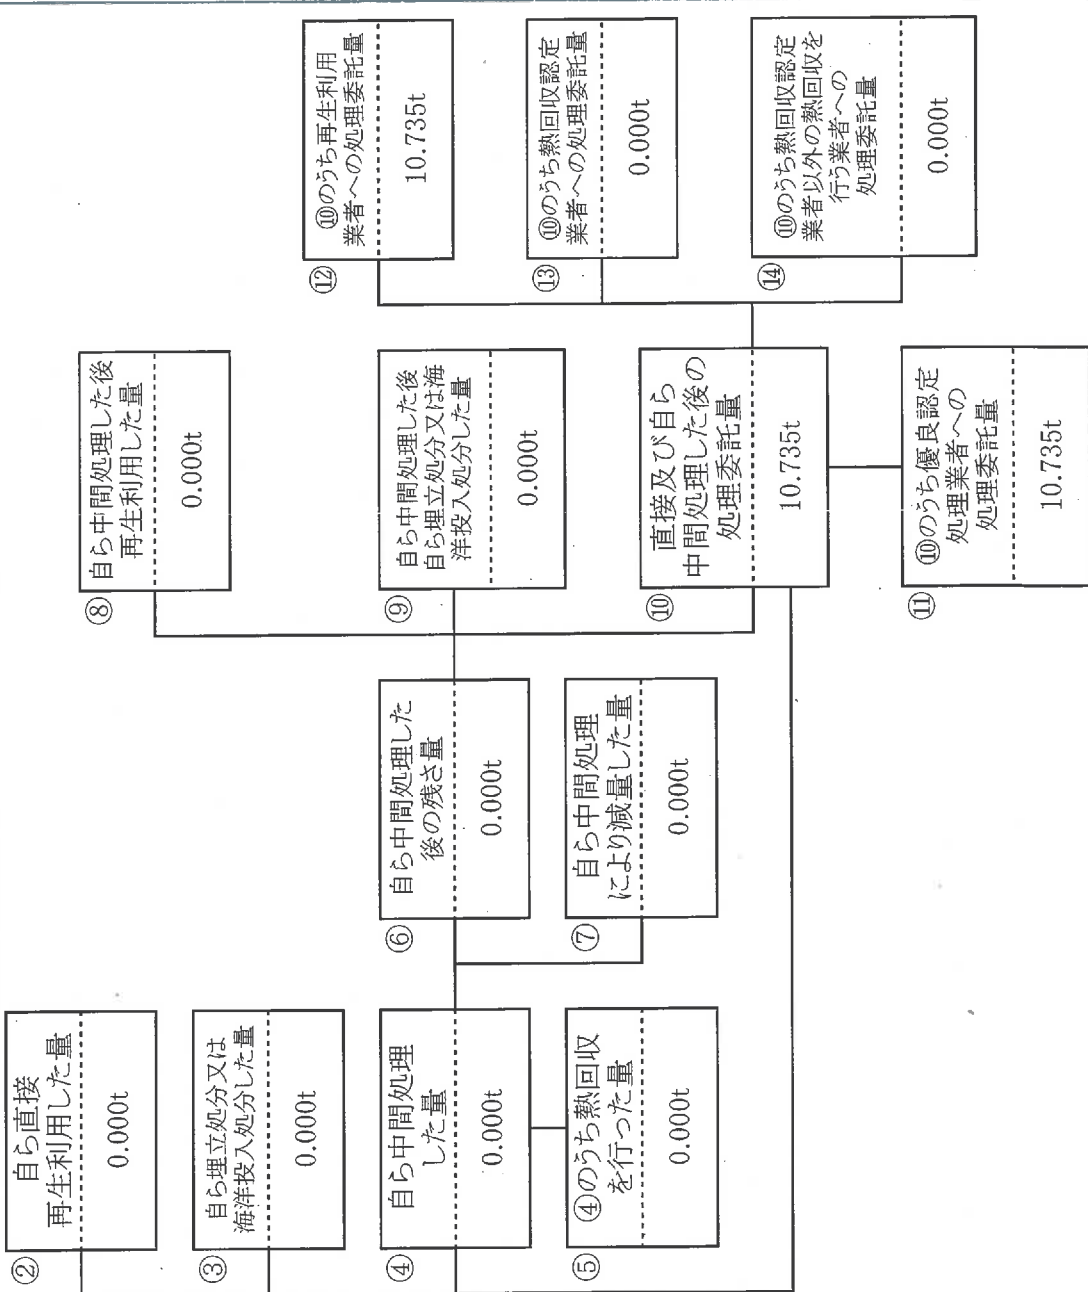 ②
自ら直接
再生利用した量
0.000t
③
自ら埋立処分又は
海洋投入処分した量
0.000t
④
自ら中間処理
した量
0.000t
⑤
④のうち熱回収
を行った量
0.000t
⑥
自ら中間処理した
後の残さ量
0.000t
⑦
自ら中間処理
により減量した量
0.000t
⑧
自ら中間処理した後
再生利用した量
0.000t
⑨
自ら中間処理した後
自ら埋立処分又は海
洋投入処分した量
0.000t
⑩
直接及び自ら
中間処理した後の
処理委託量
10.735t
⑪
⑩のうち優良認定
処理業者への
処理委託量
10.735t
⑫
⑩のうち再生利用
業者への処理委託量
10.735t
⑬
⑩のうち熱回収認定
業者への処理委託量
0.000t
⑭
⑩のうち熱回収認定
業者以外の熱回収を
行う業者への
処理委託量
0.000t